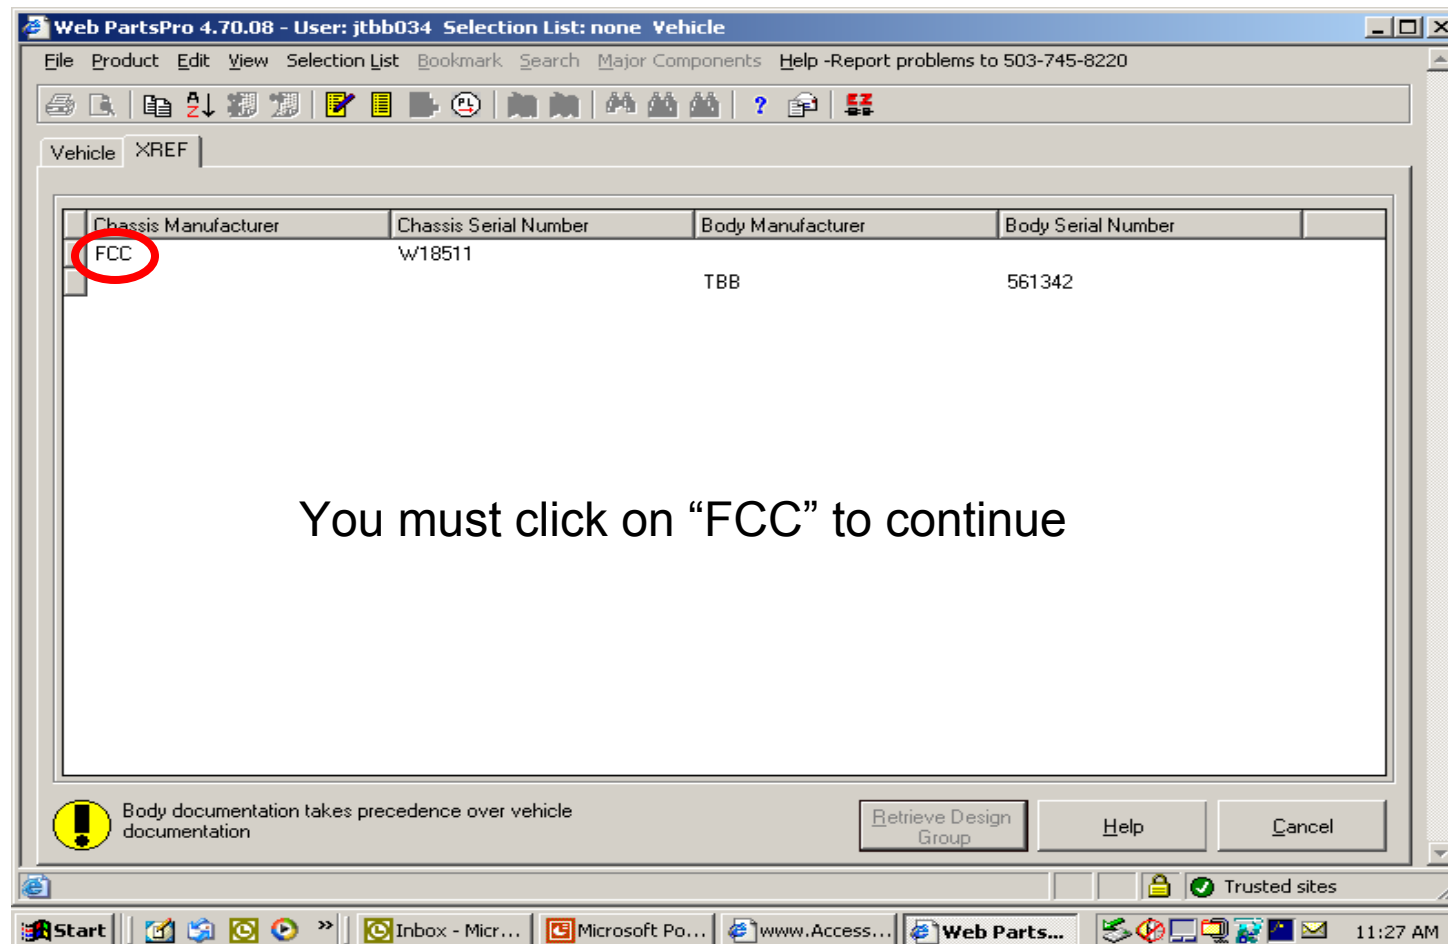 Web PartsPro 4.70.08 - User: jtbb034 Selection List: none Vehicle
File Product Edit View Selection List Bookmark Search Major Components Help -Report problems to 503-745-8220
Vehicle XREF
Chassis Manufacturer Chassis Serial Number Body Manufacturer Body Serial Number
FCC W18511
TBB 561342
You must click on “FCC” to continue
Body documentation takes precedence over vehicle
documentation
Retrieve Design
Group
Help
Cancel
Trusted sites
Start » Inbox - Micr... Microsoft Po... www.Access... Web Parts... 11:27 AM